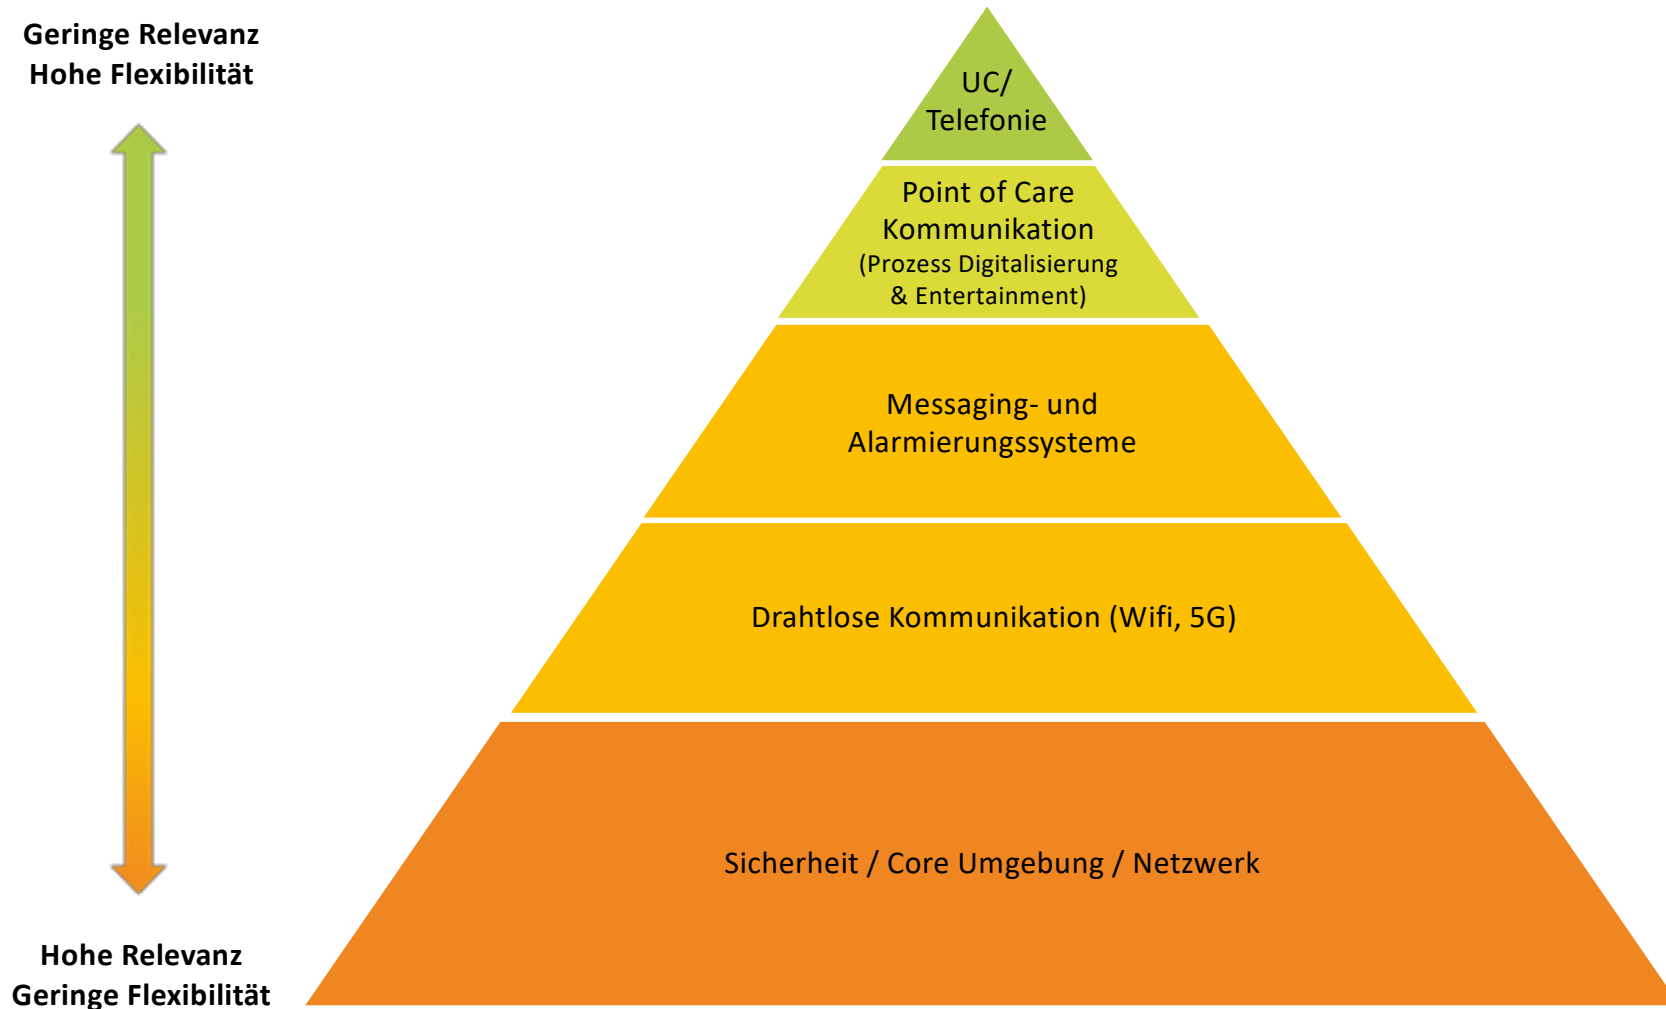 Geringe Relevanz
Hohe Flexibilität
UC/
Telefonie
Point of Care
Kommunikation
(Prozess Digitalisierung
& Entertainment)
Messaging- und
Alarmierungssysteme
Drahtlose Kommunikation (Wifi, 5G)
Sicherheit / Core Umgebung / Netzwerk
Hohe Relevanz
Geringe Flexibilität